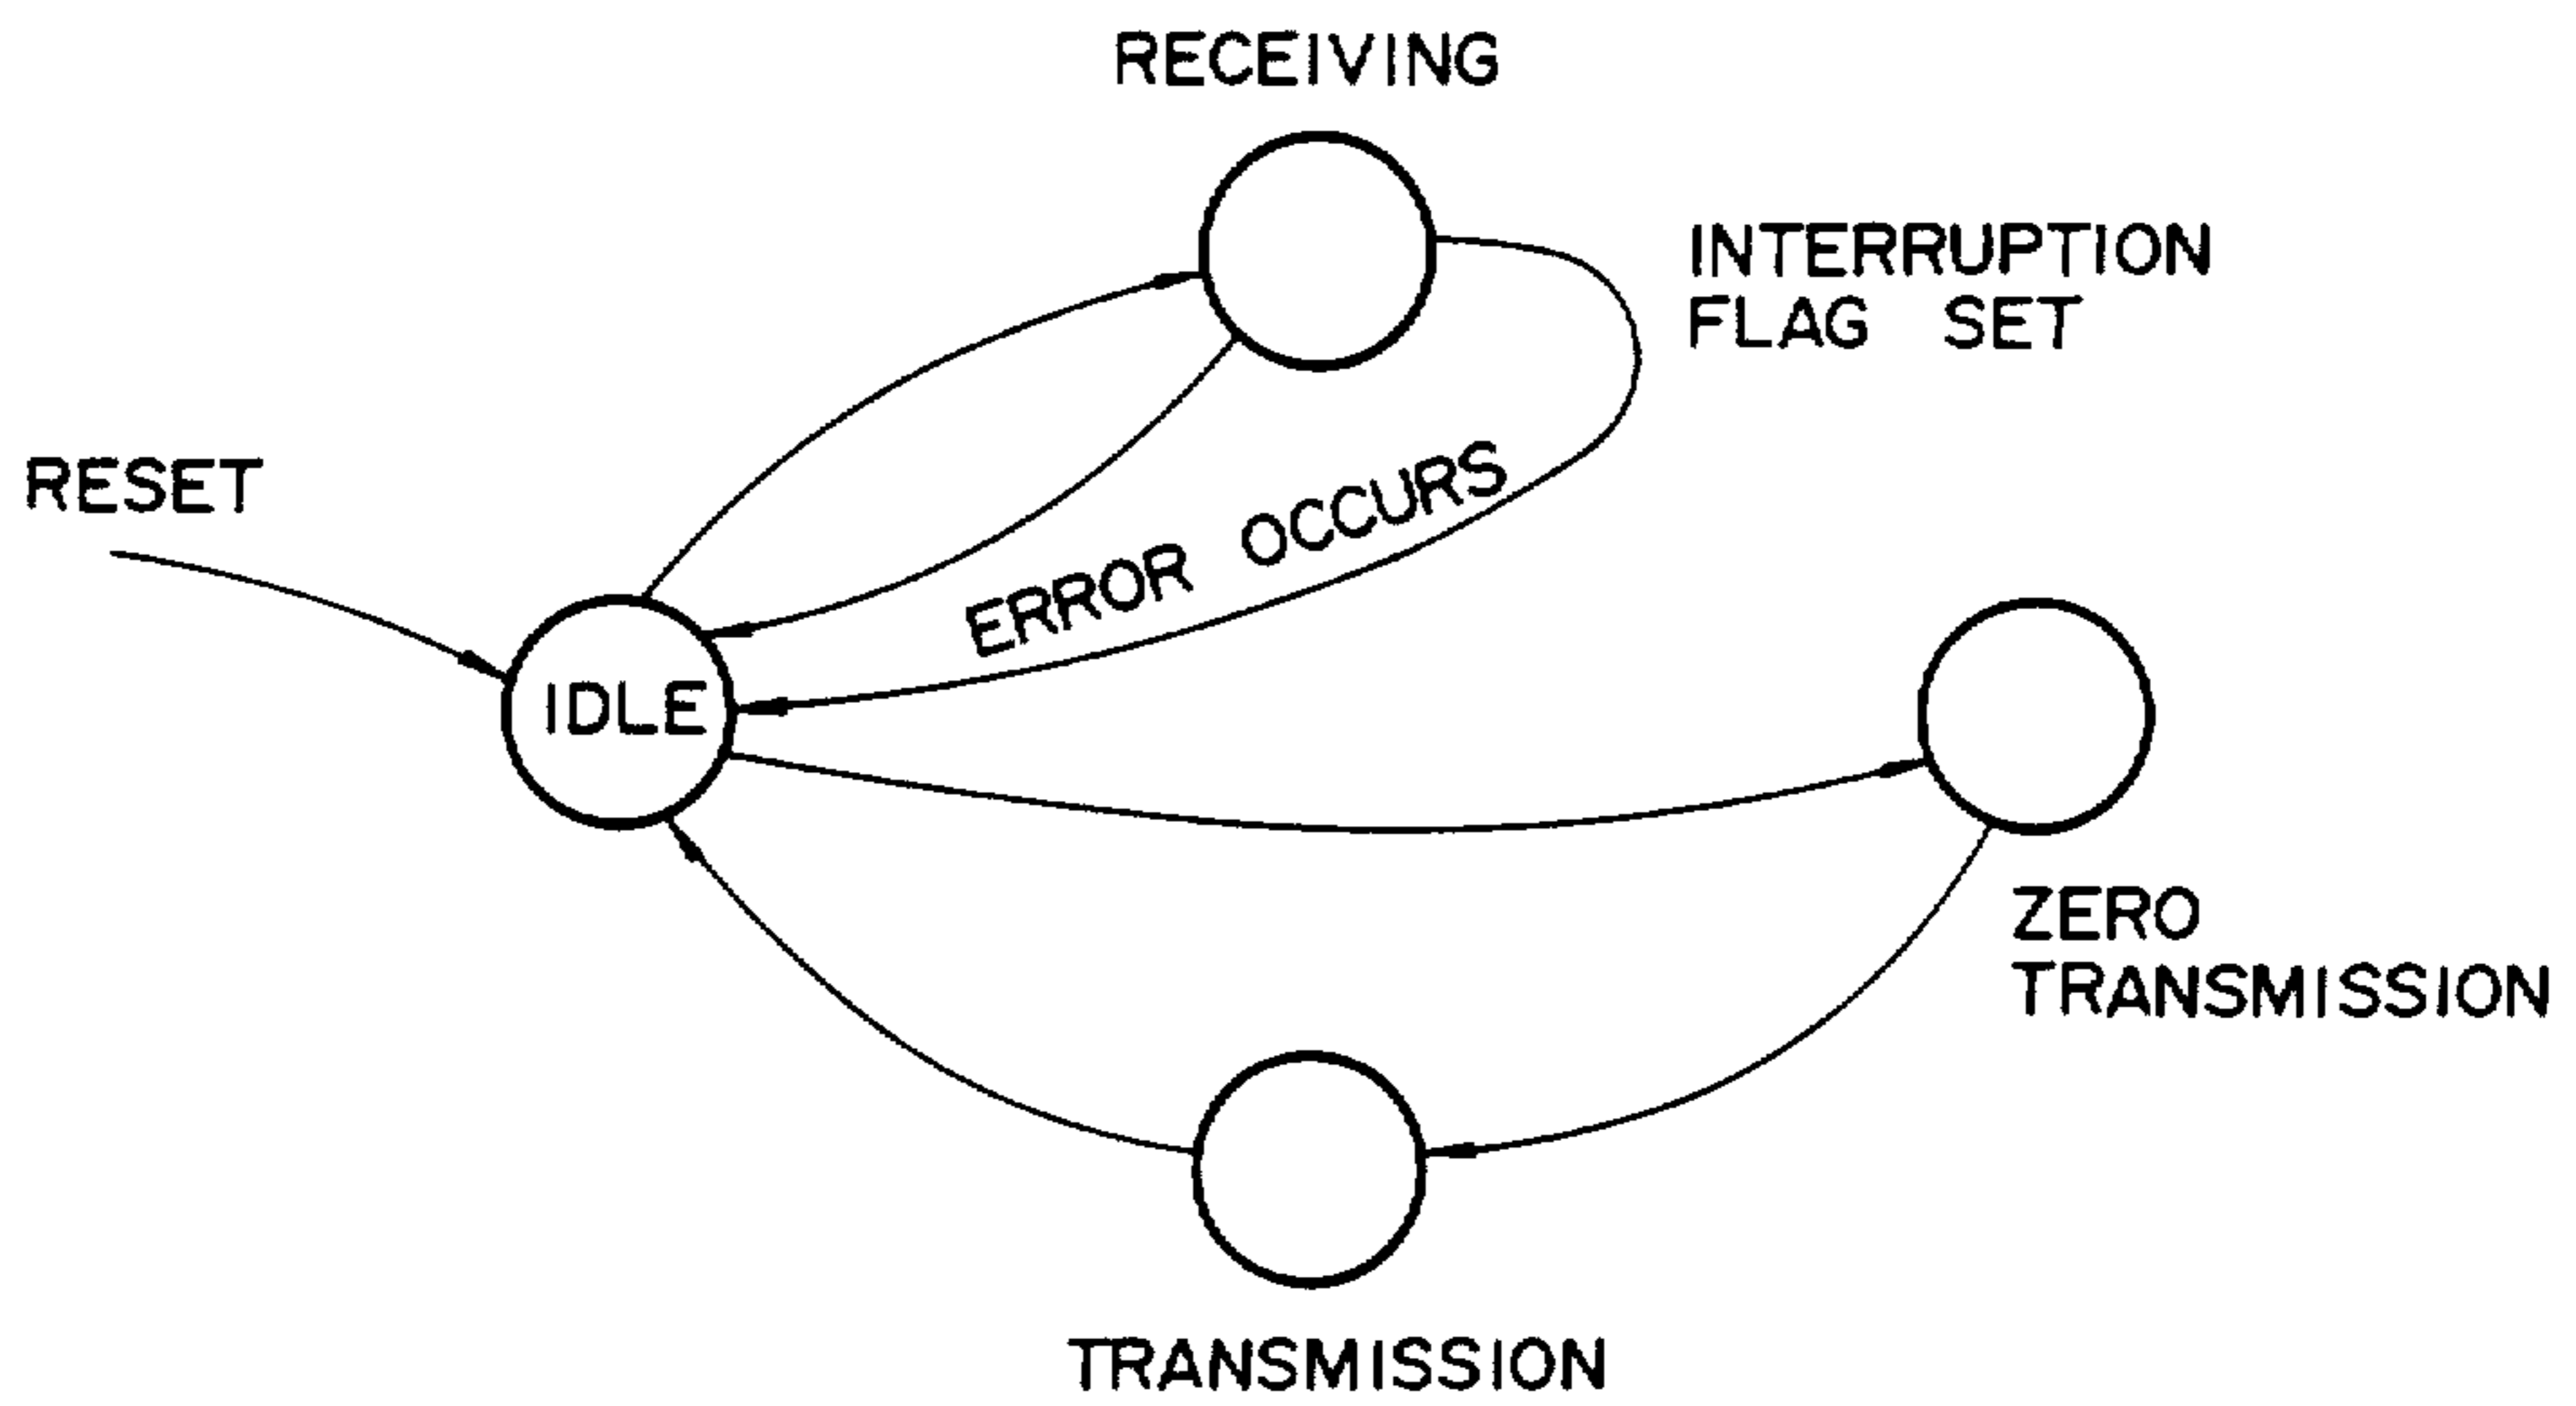 RECEIVING
INTERRUPTION
FLAG SET
RESET
ERROR OCCURS
IDLE
ZERO
TRANSMISSION
TRANSMISSION